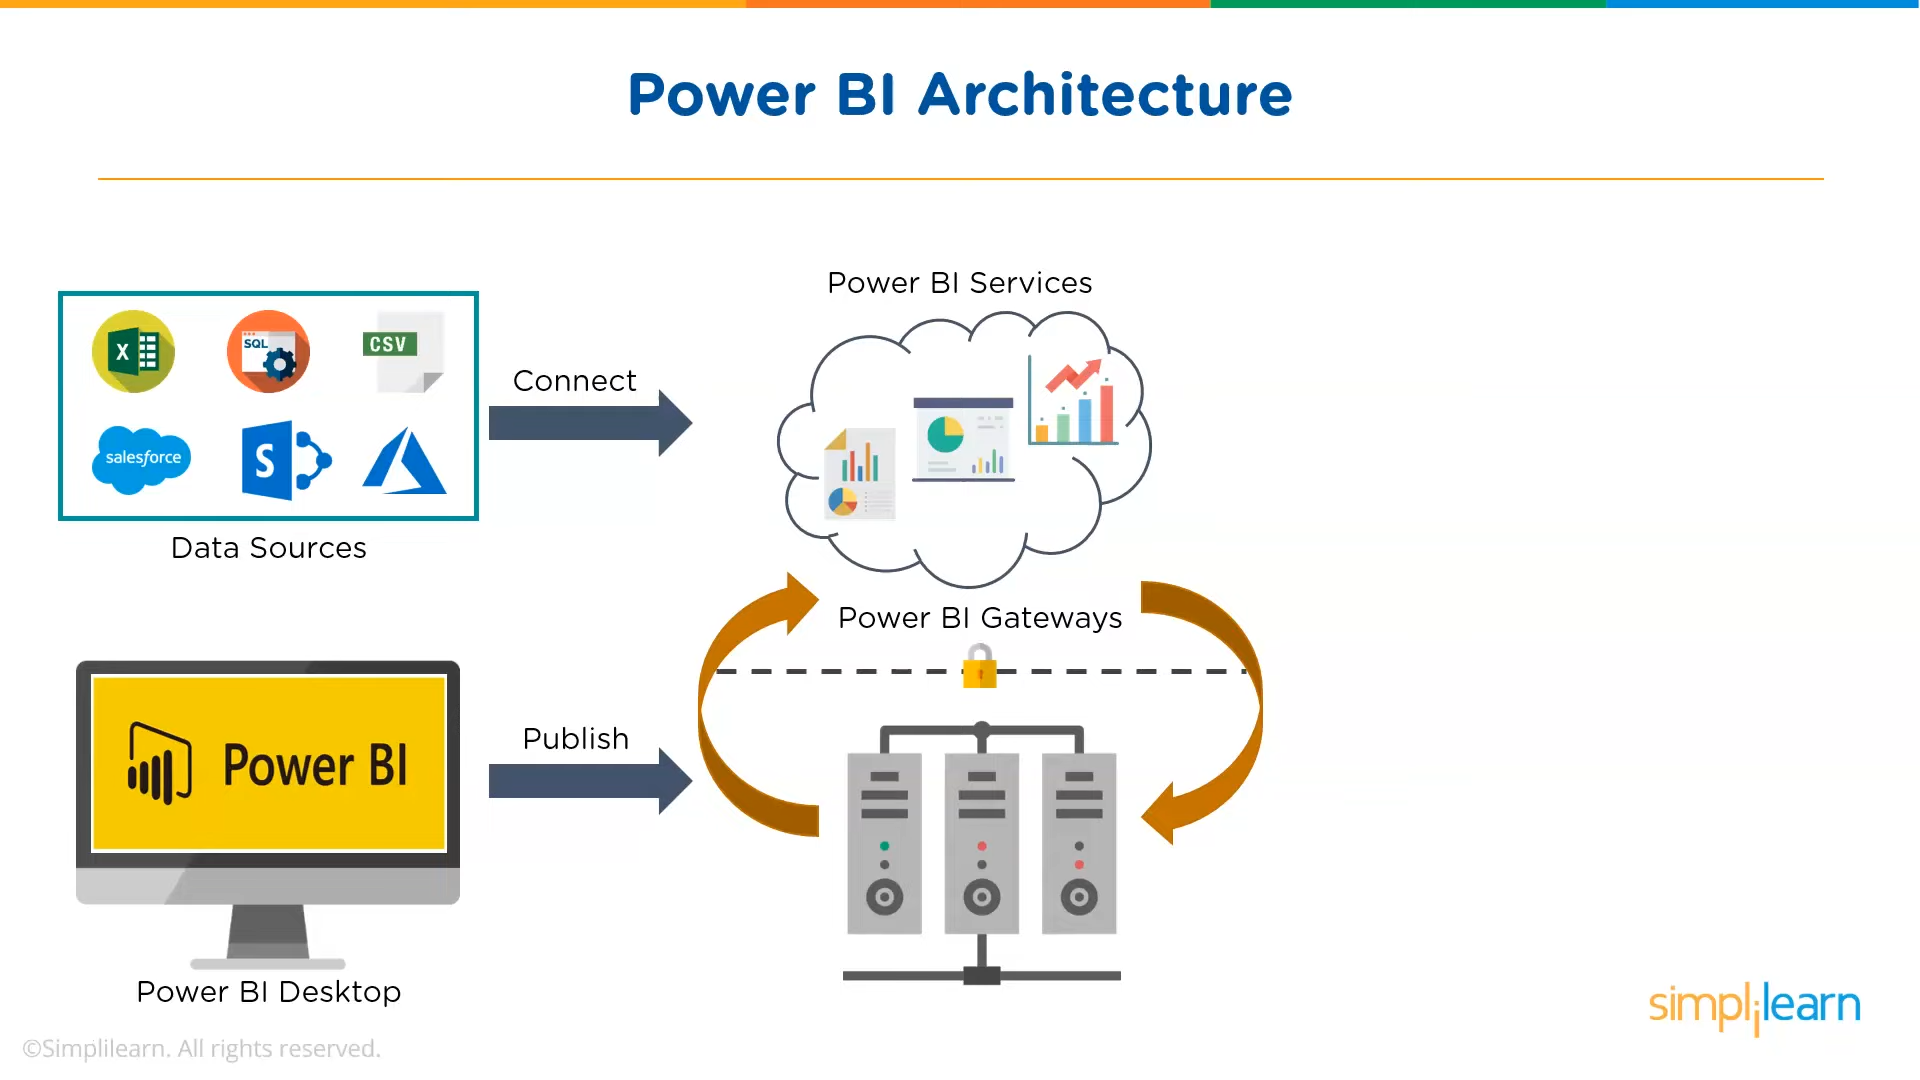 Power BI Architecture
Power BI Services
X
SQL
CSV
Connect
salesforce
S
Data Sources
Power BI Gateways
Publish
Power BI
Power BI Desktop
simplilearn
©Simplilearn. All rights reserved.